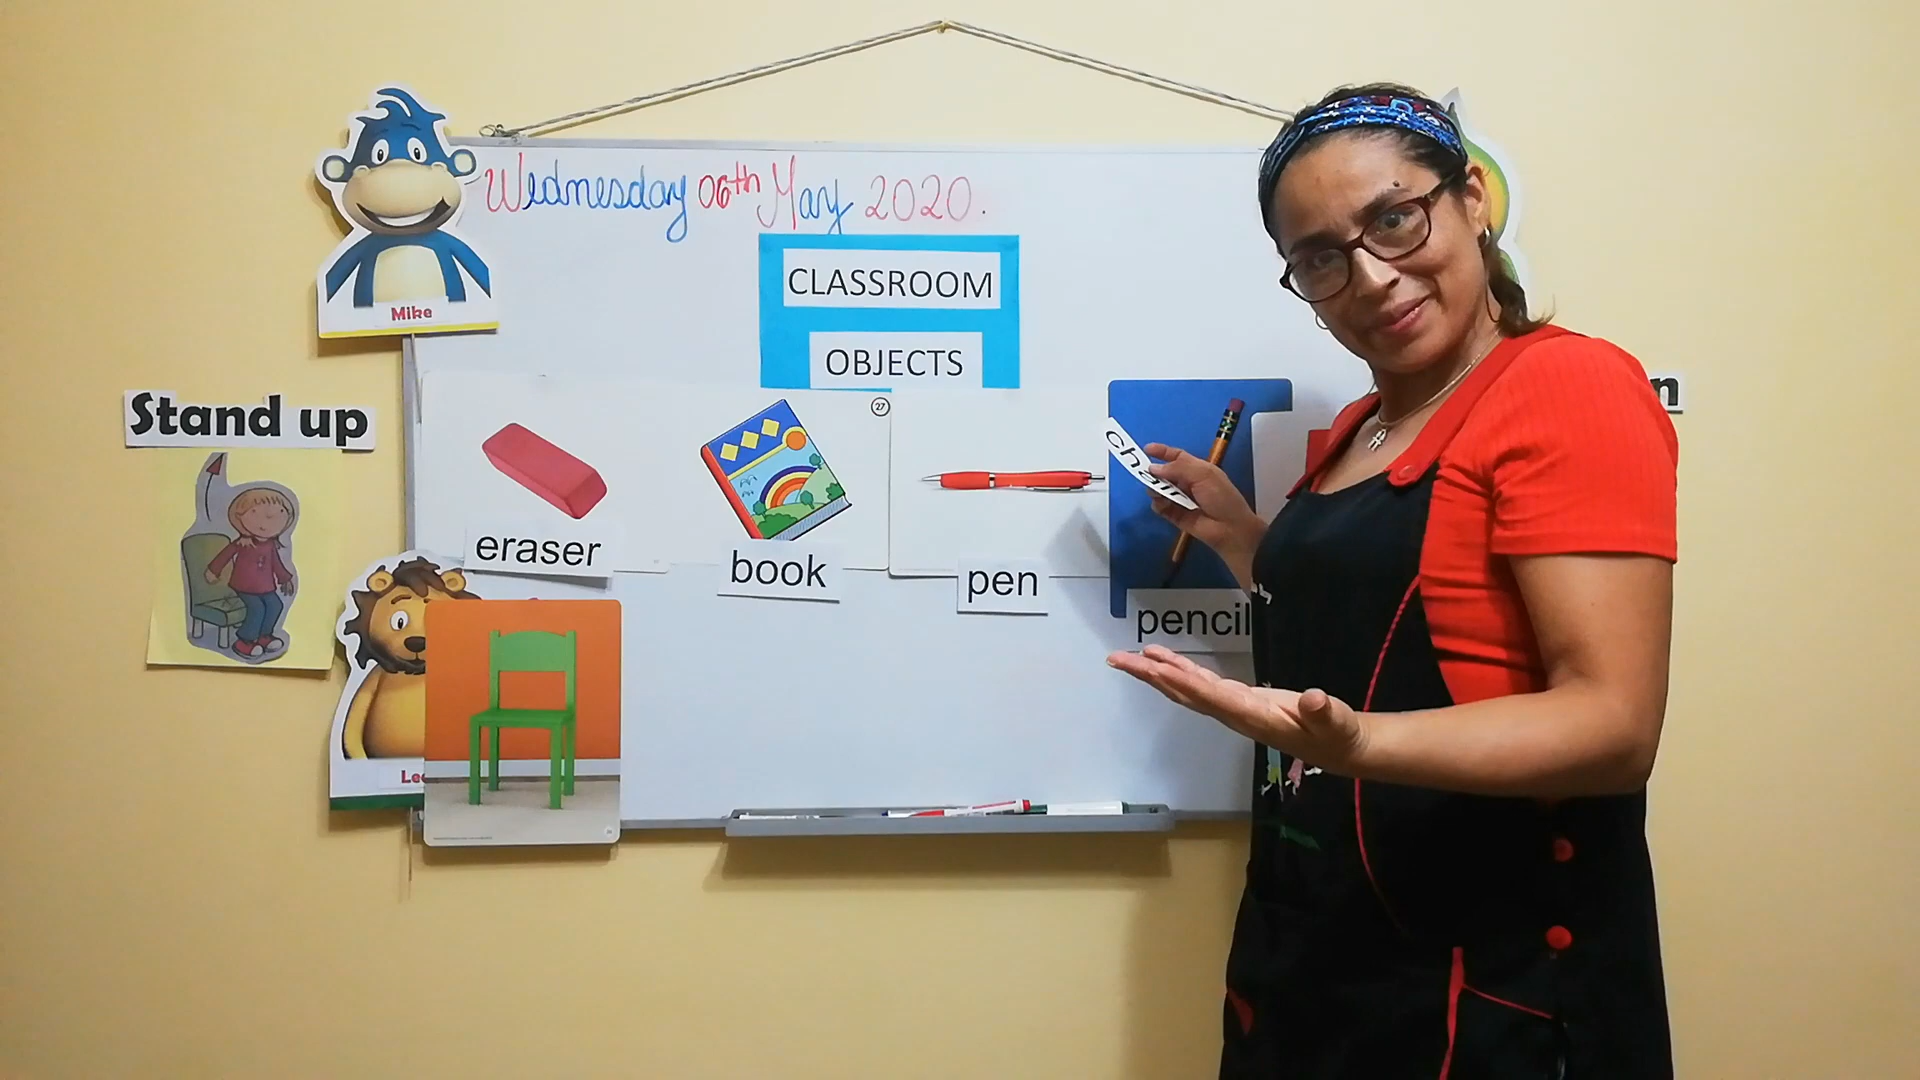 Wednesday 06th May 2020.
CLASSROOM
OBJECTS
Mike
Stand up
27
eraser
book
pen
chair
pencil